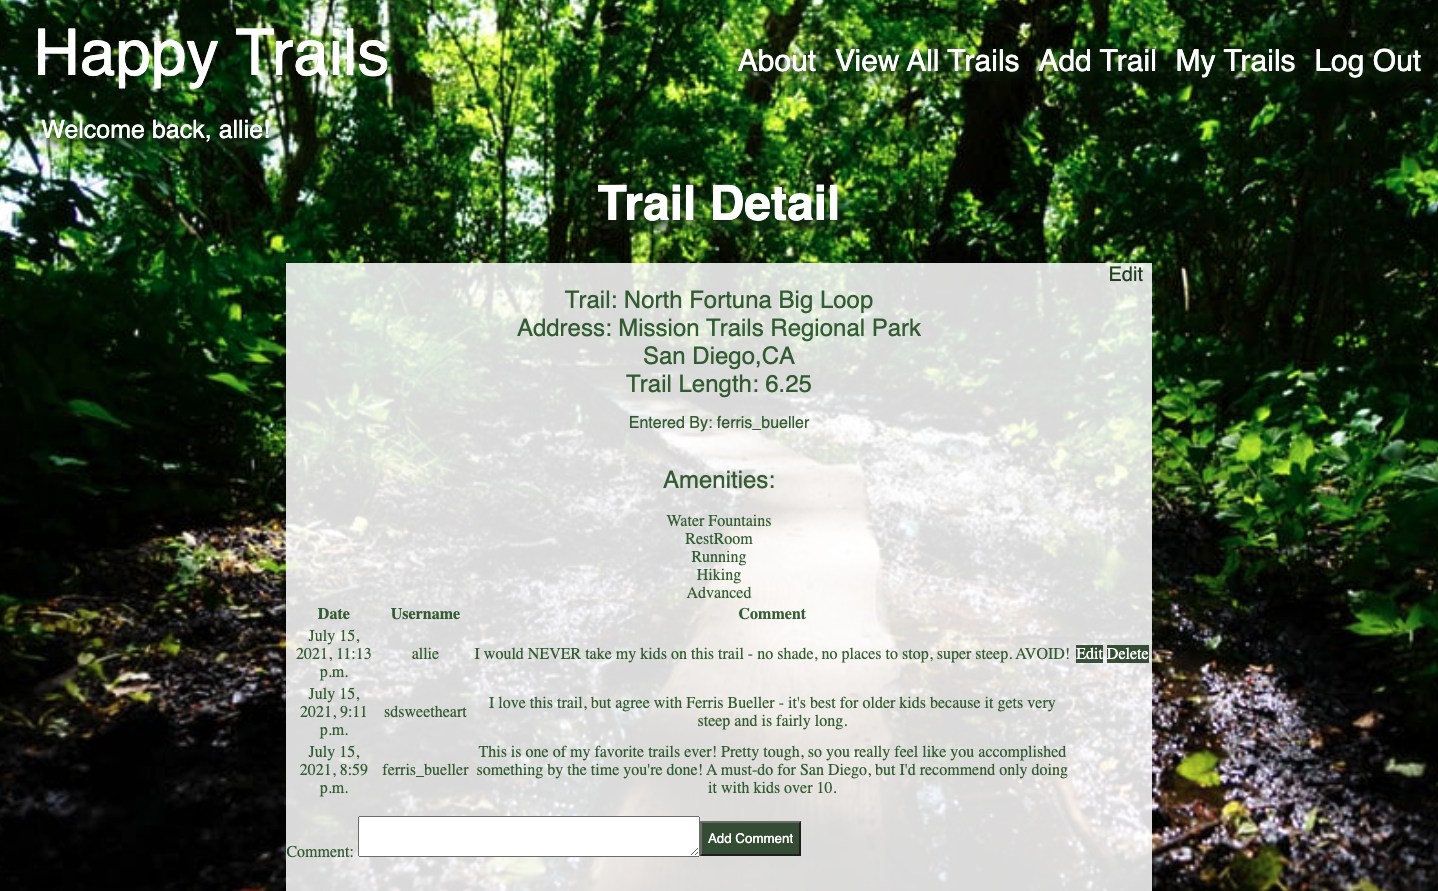 Happy Trails
About View All Trails Add Trail My Trails Log Out
Welcome back, allie!
Trail Detail
Edit
Trail: North Fortuna Big Loop
Address: Mission Trails Regional Park
San Diego,CA
Trail Length: 6.25
Entered By: ferris_bueller
Amenities:
Water Fountains
RestRoom
Running
Hiking
Advanced
Date Username Comment
July 15,
2021, 11:13
p.m.
allie
I would NEVER take my kids on this trail - no shade, no places to stop, super steep. AVOID!
Edit Delete
July 15,
2021, 9:11
p.m.
sdsweetheart
I love this trail, but agree with Ferris Bueller - it's best for older kids because it gets very
steep and is fairly long.
July 15,
2021, 8:59
p.m.
ferris_bueller
This is one of my favorite trails ever! Pretty tough, so you really feel like you accomplished
something by the time you're done! A must-do for San Diego, but I'd recommend only doing
it with kids over 10.
Comment:
Add Comment